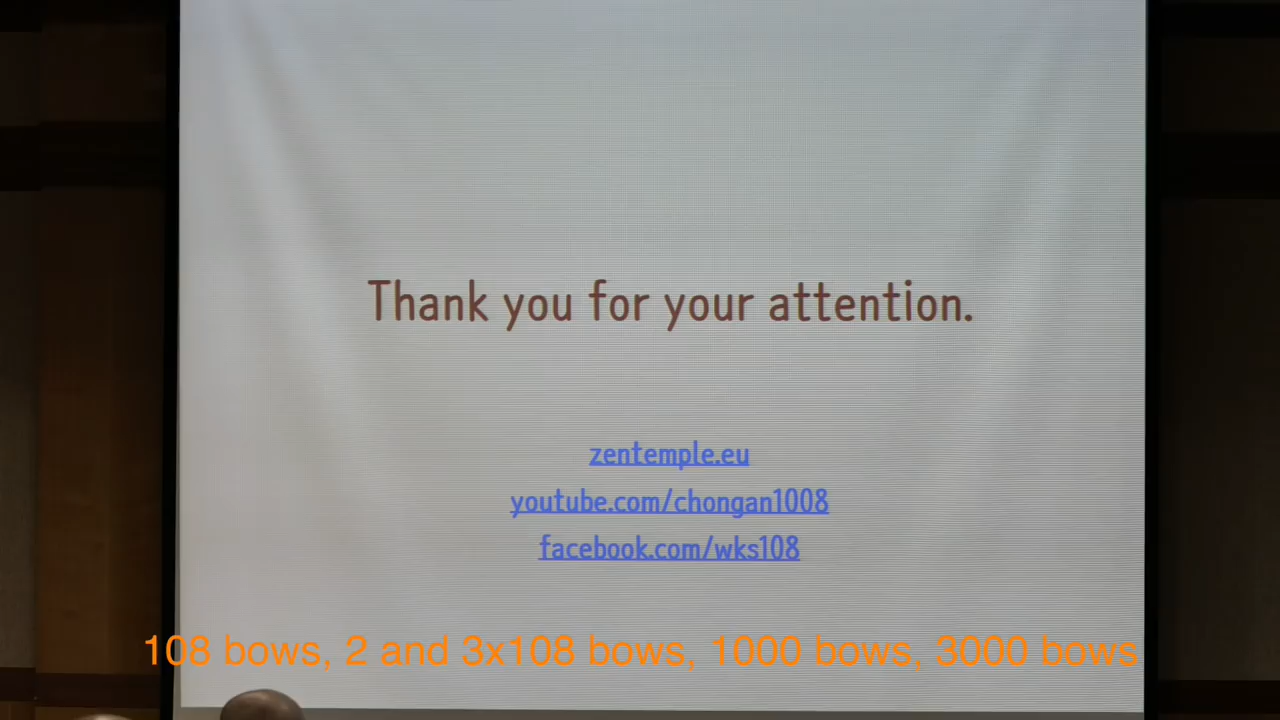 Thank you for your attention.
zentemple.eu
youtube.com/chongan1008
facebook.com/wks108
108 bows, 2 and 3x108 bows, 1000 bows, 3000 bows